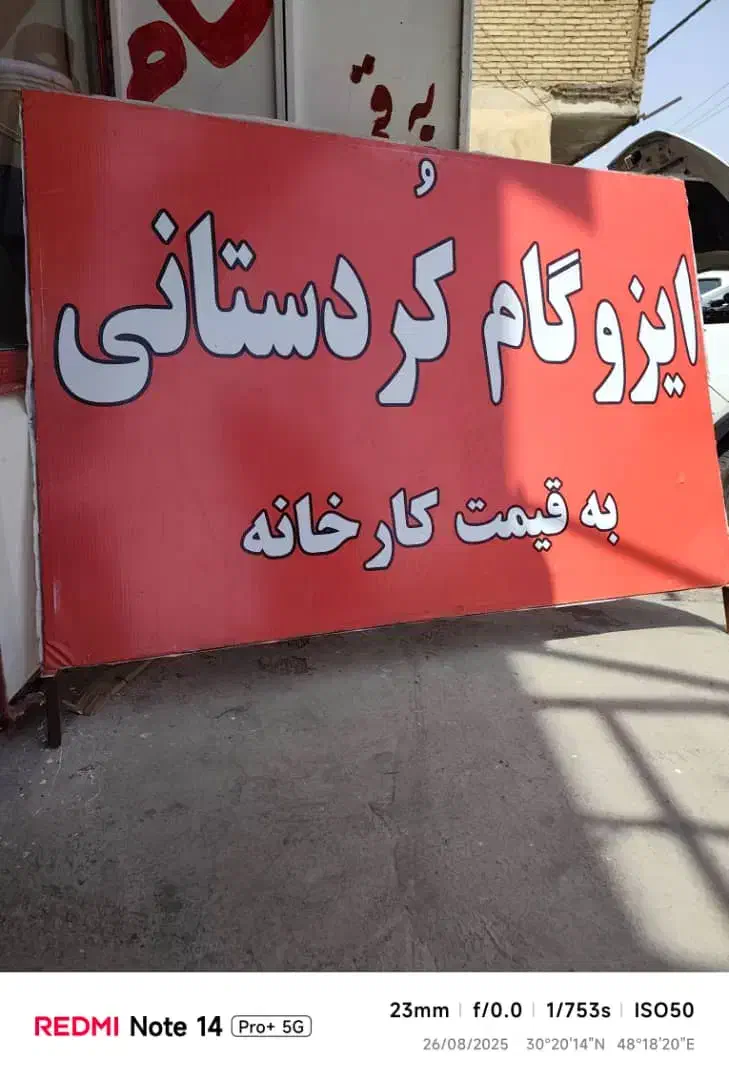 ایزوگام کُردستانی
به قیمت کارخانه
REDMI Note 14 Pro+ 5G
23mm | f/0.0 | 1/753s | ISO50
26/08/2025 30°20'14"N 48°18'20"E